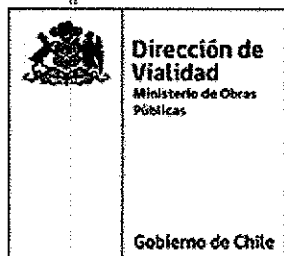 Dirección de
Vialidad
Ministerio de Obras
Públicas
Gobierno de Chile